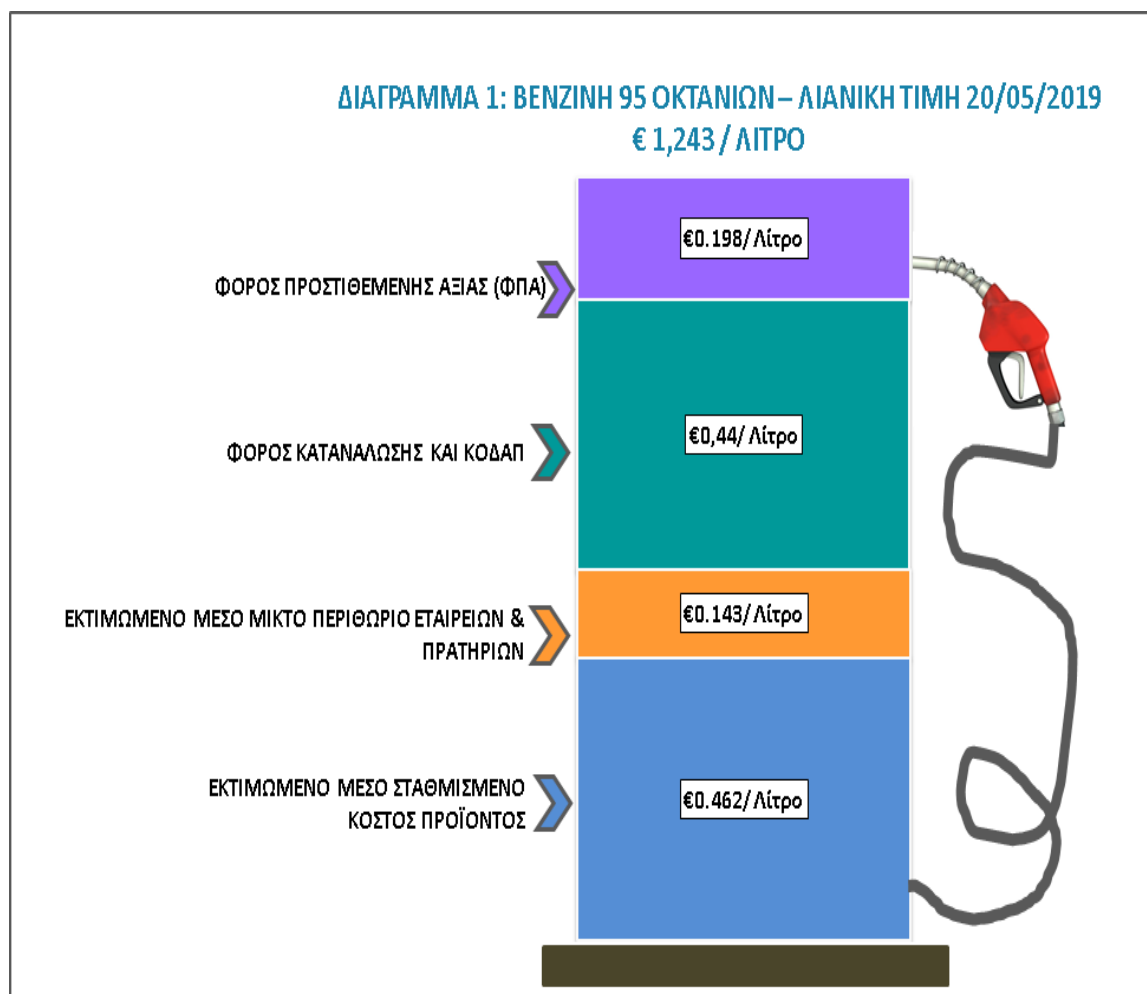 ΔΙΑΓΡΑΜΜΑ 1: ΒΕΝΖΙΝΗ 95 ΟΚΤΑΝΙΩΝ – ΛΙΑΝΙΚΗ ΤΙΜΗ 20/05/2019
€ 1,243 / ΛΙΤΡΟ
€0.198/ Λίτρο
ΦΟΡΟΣ ΠΡΟΣΤΙΘΕΜΕΝΗΣ ΑΞΙΑΣ (ΦΠΑ)
€0,44/ Λίτρο
ΦΟΡΟΣ ΚΑΤΑΝΑΛΩΣΗΣ ΚΑΙ ΚΟΔΑΠ
€0.143/ Λίτρο
ΕΚΤΙΜΩΜΕΝΟ ΜΕΣΟ ΜΙΚΤΟ ΠΕΡΙΘΩΡΙΟ ΕΤΑΙΡΕΙΩΝ &
ΠΡΑΤΗΡΙΩΝ
ΕΚΤΙΜΩΜΕΝΟ ΜΕΣΟ ΣΤΑΘΜΙΣΜΕΝΟ
ΚΟΣΤΟΣ ΠΡΟΪΟΝΤΟΣ
€0.462/ Λίτρο